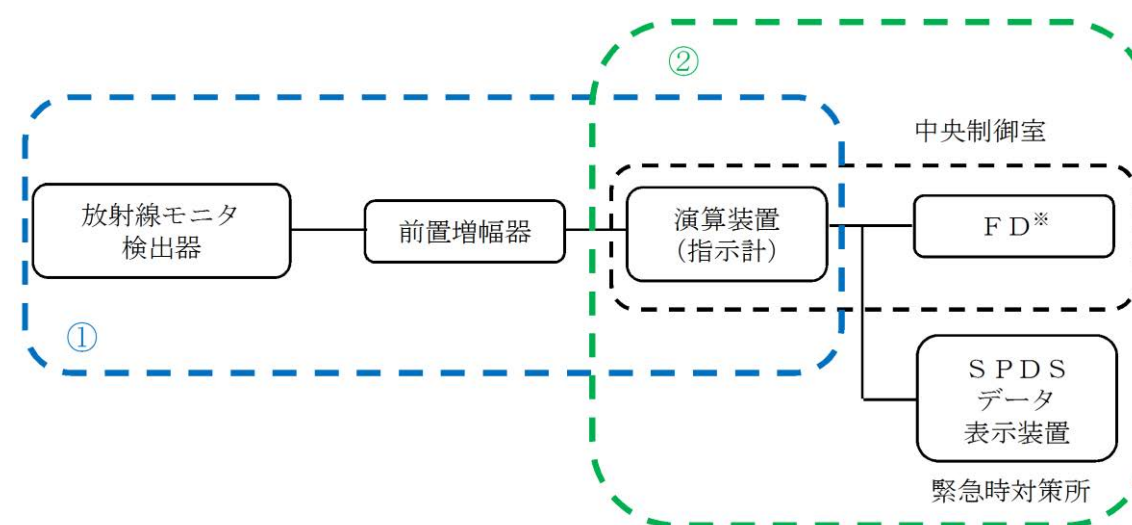 ②
中央制御室
放射線モニタ
検出器
前置増幅器
演算装置
（指示計）
ＦＤ※
①
ＳＰＤＳ
データ
表示装置
緊急時対策所